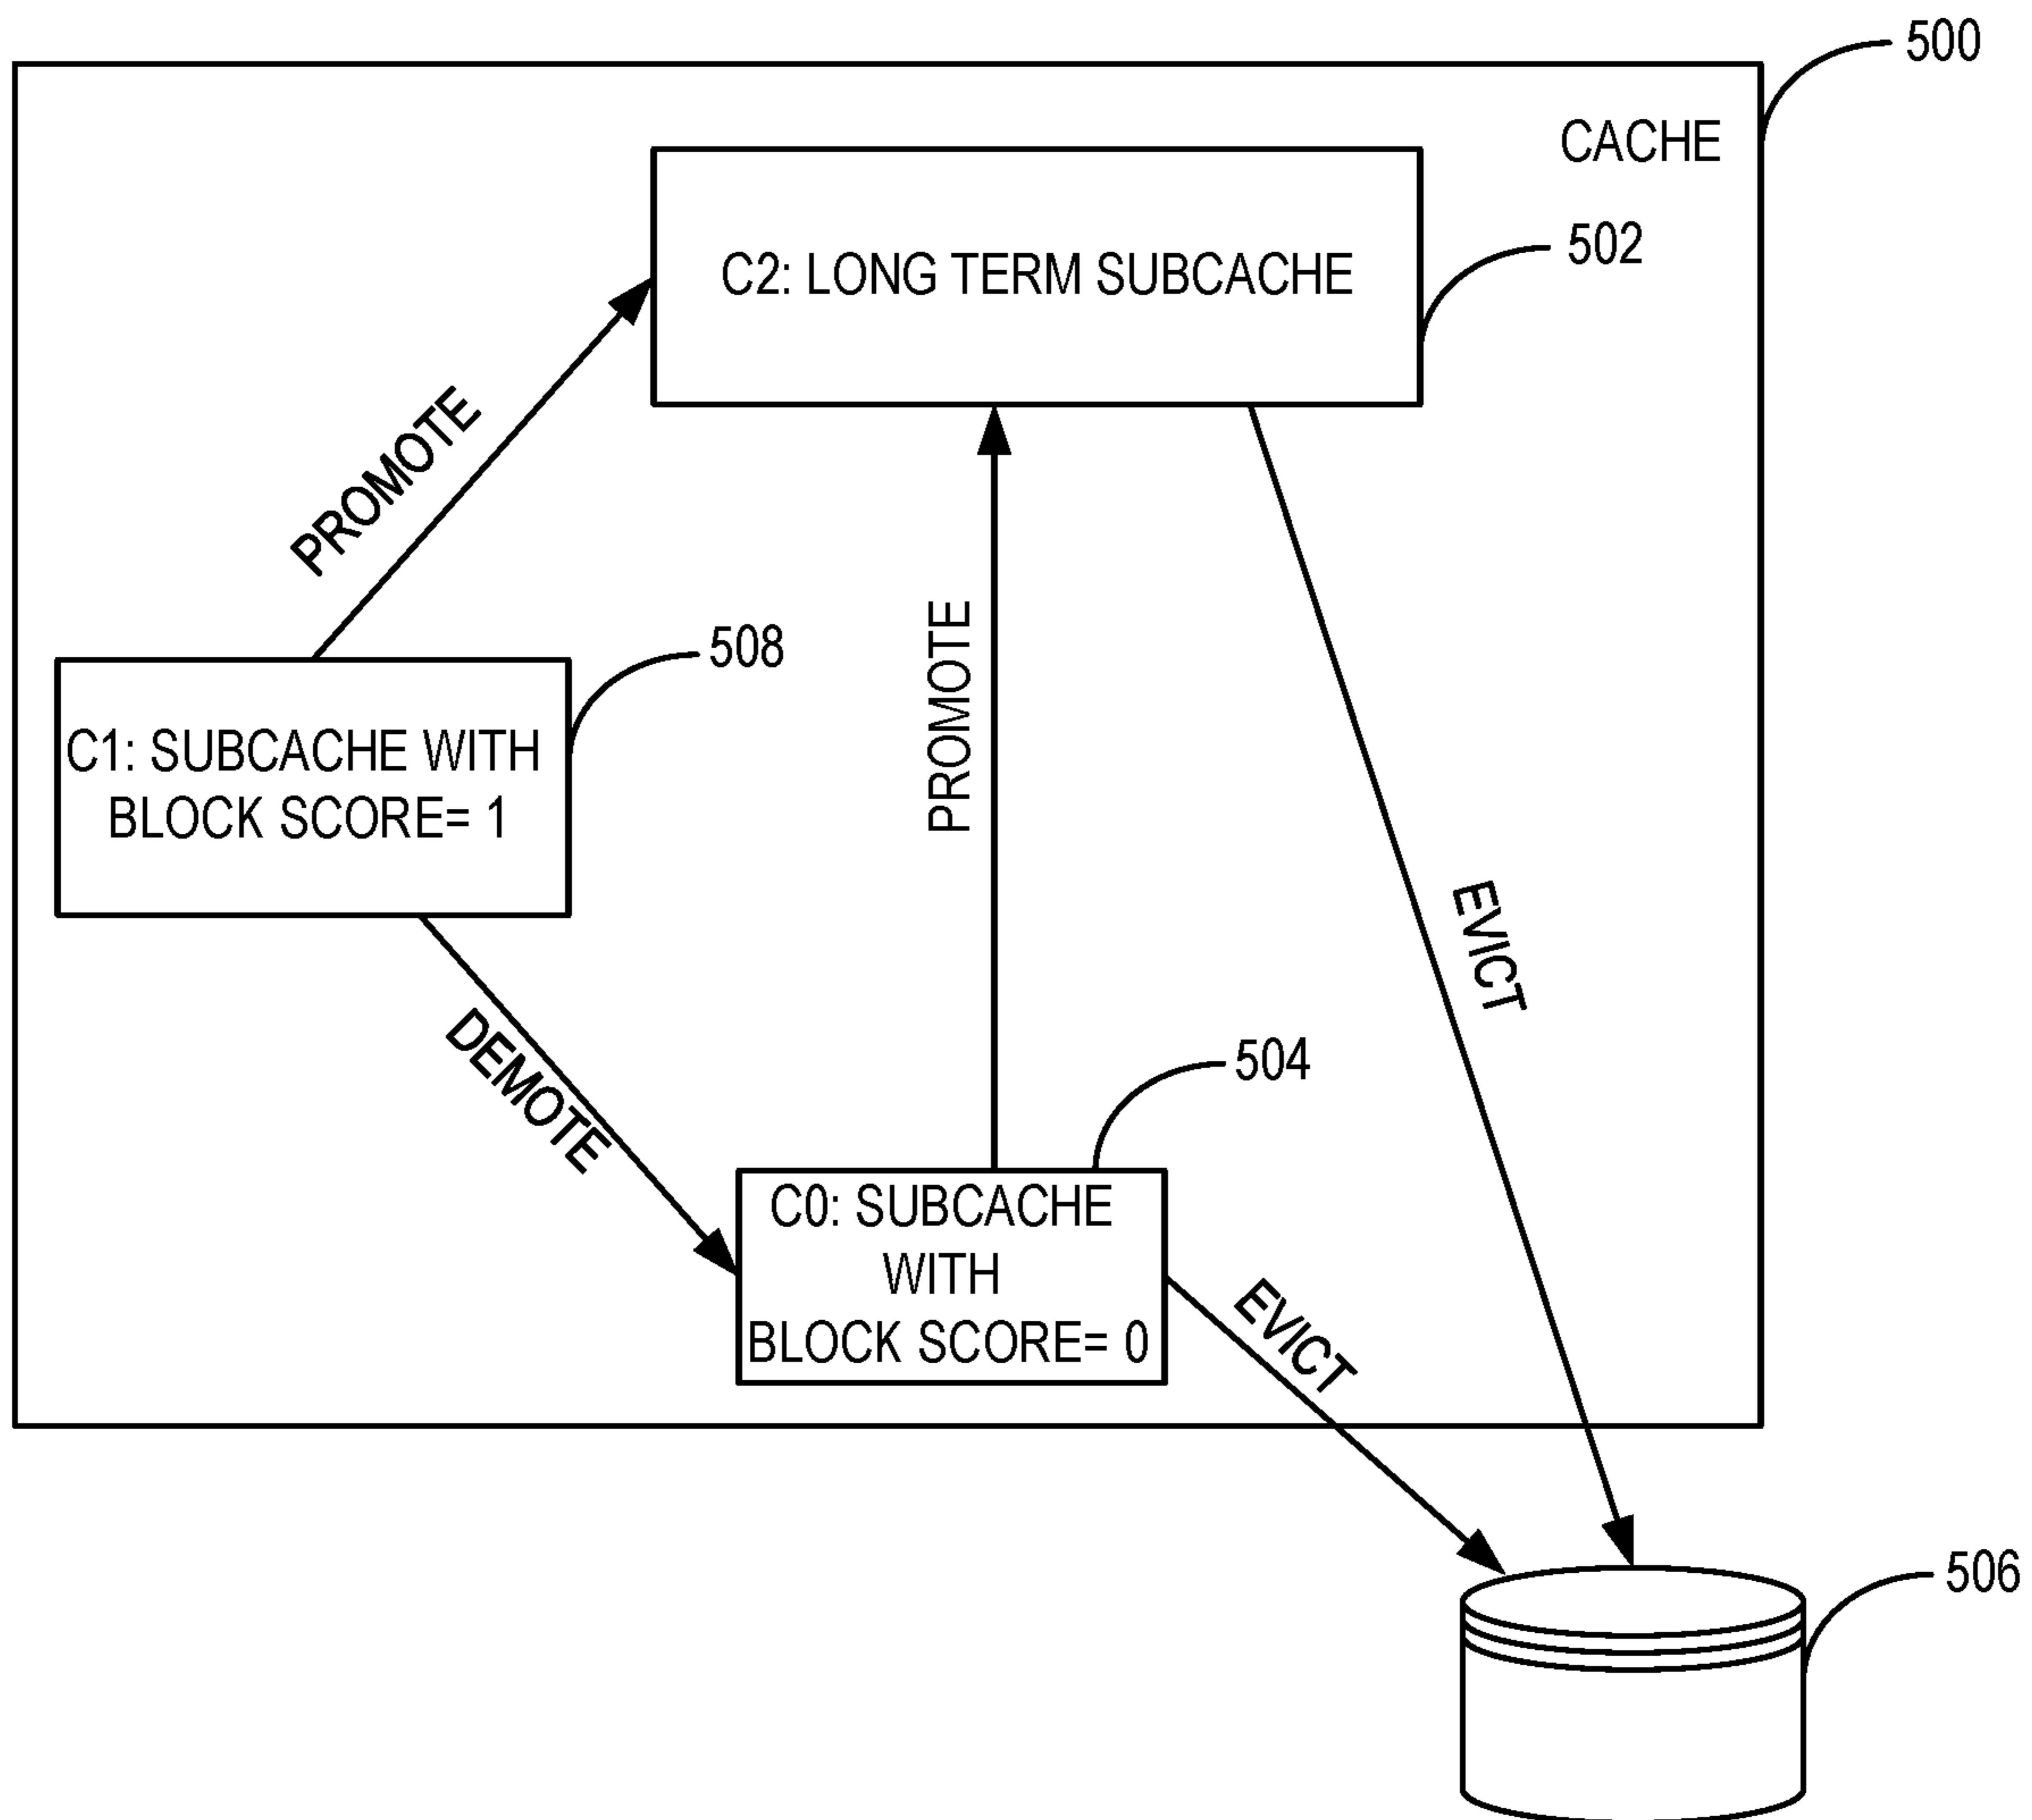 500
CACHE
502
C2: LONG TERM SUBCACHE
PROMOTE
508
C1: SUBCACHE WITH
BLOCK SCORE= 1
PROMOTE
EVICT
DEMOTE
504
C0: SUBCACHE
WITH
BLOCK SCORE= 0
EVICT
506